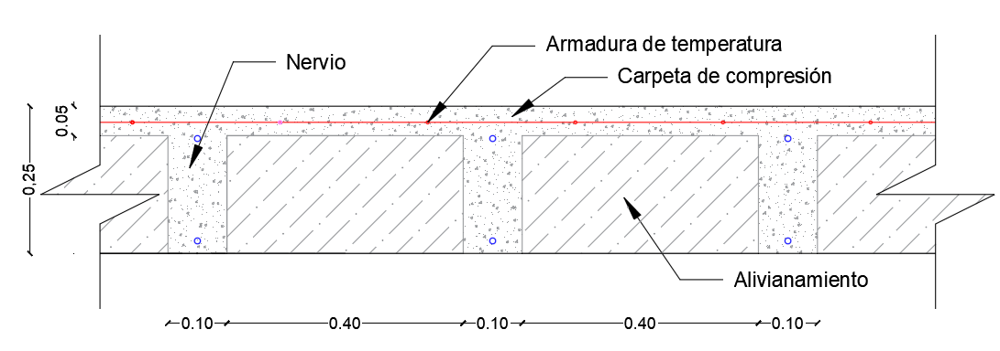 Armadura de temperatura
Nervio
Carpeta de compresión
0.05
0,25
Alivianamiento
0.10 0.40 0.10 0.40 0.10